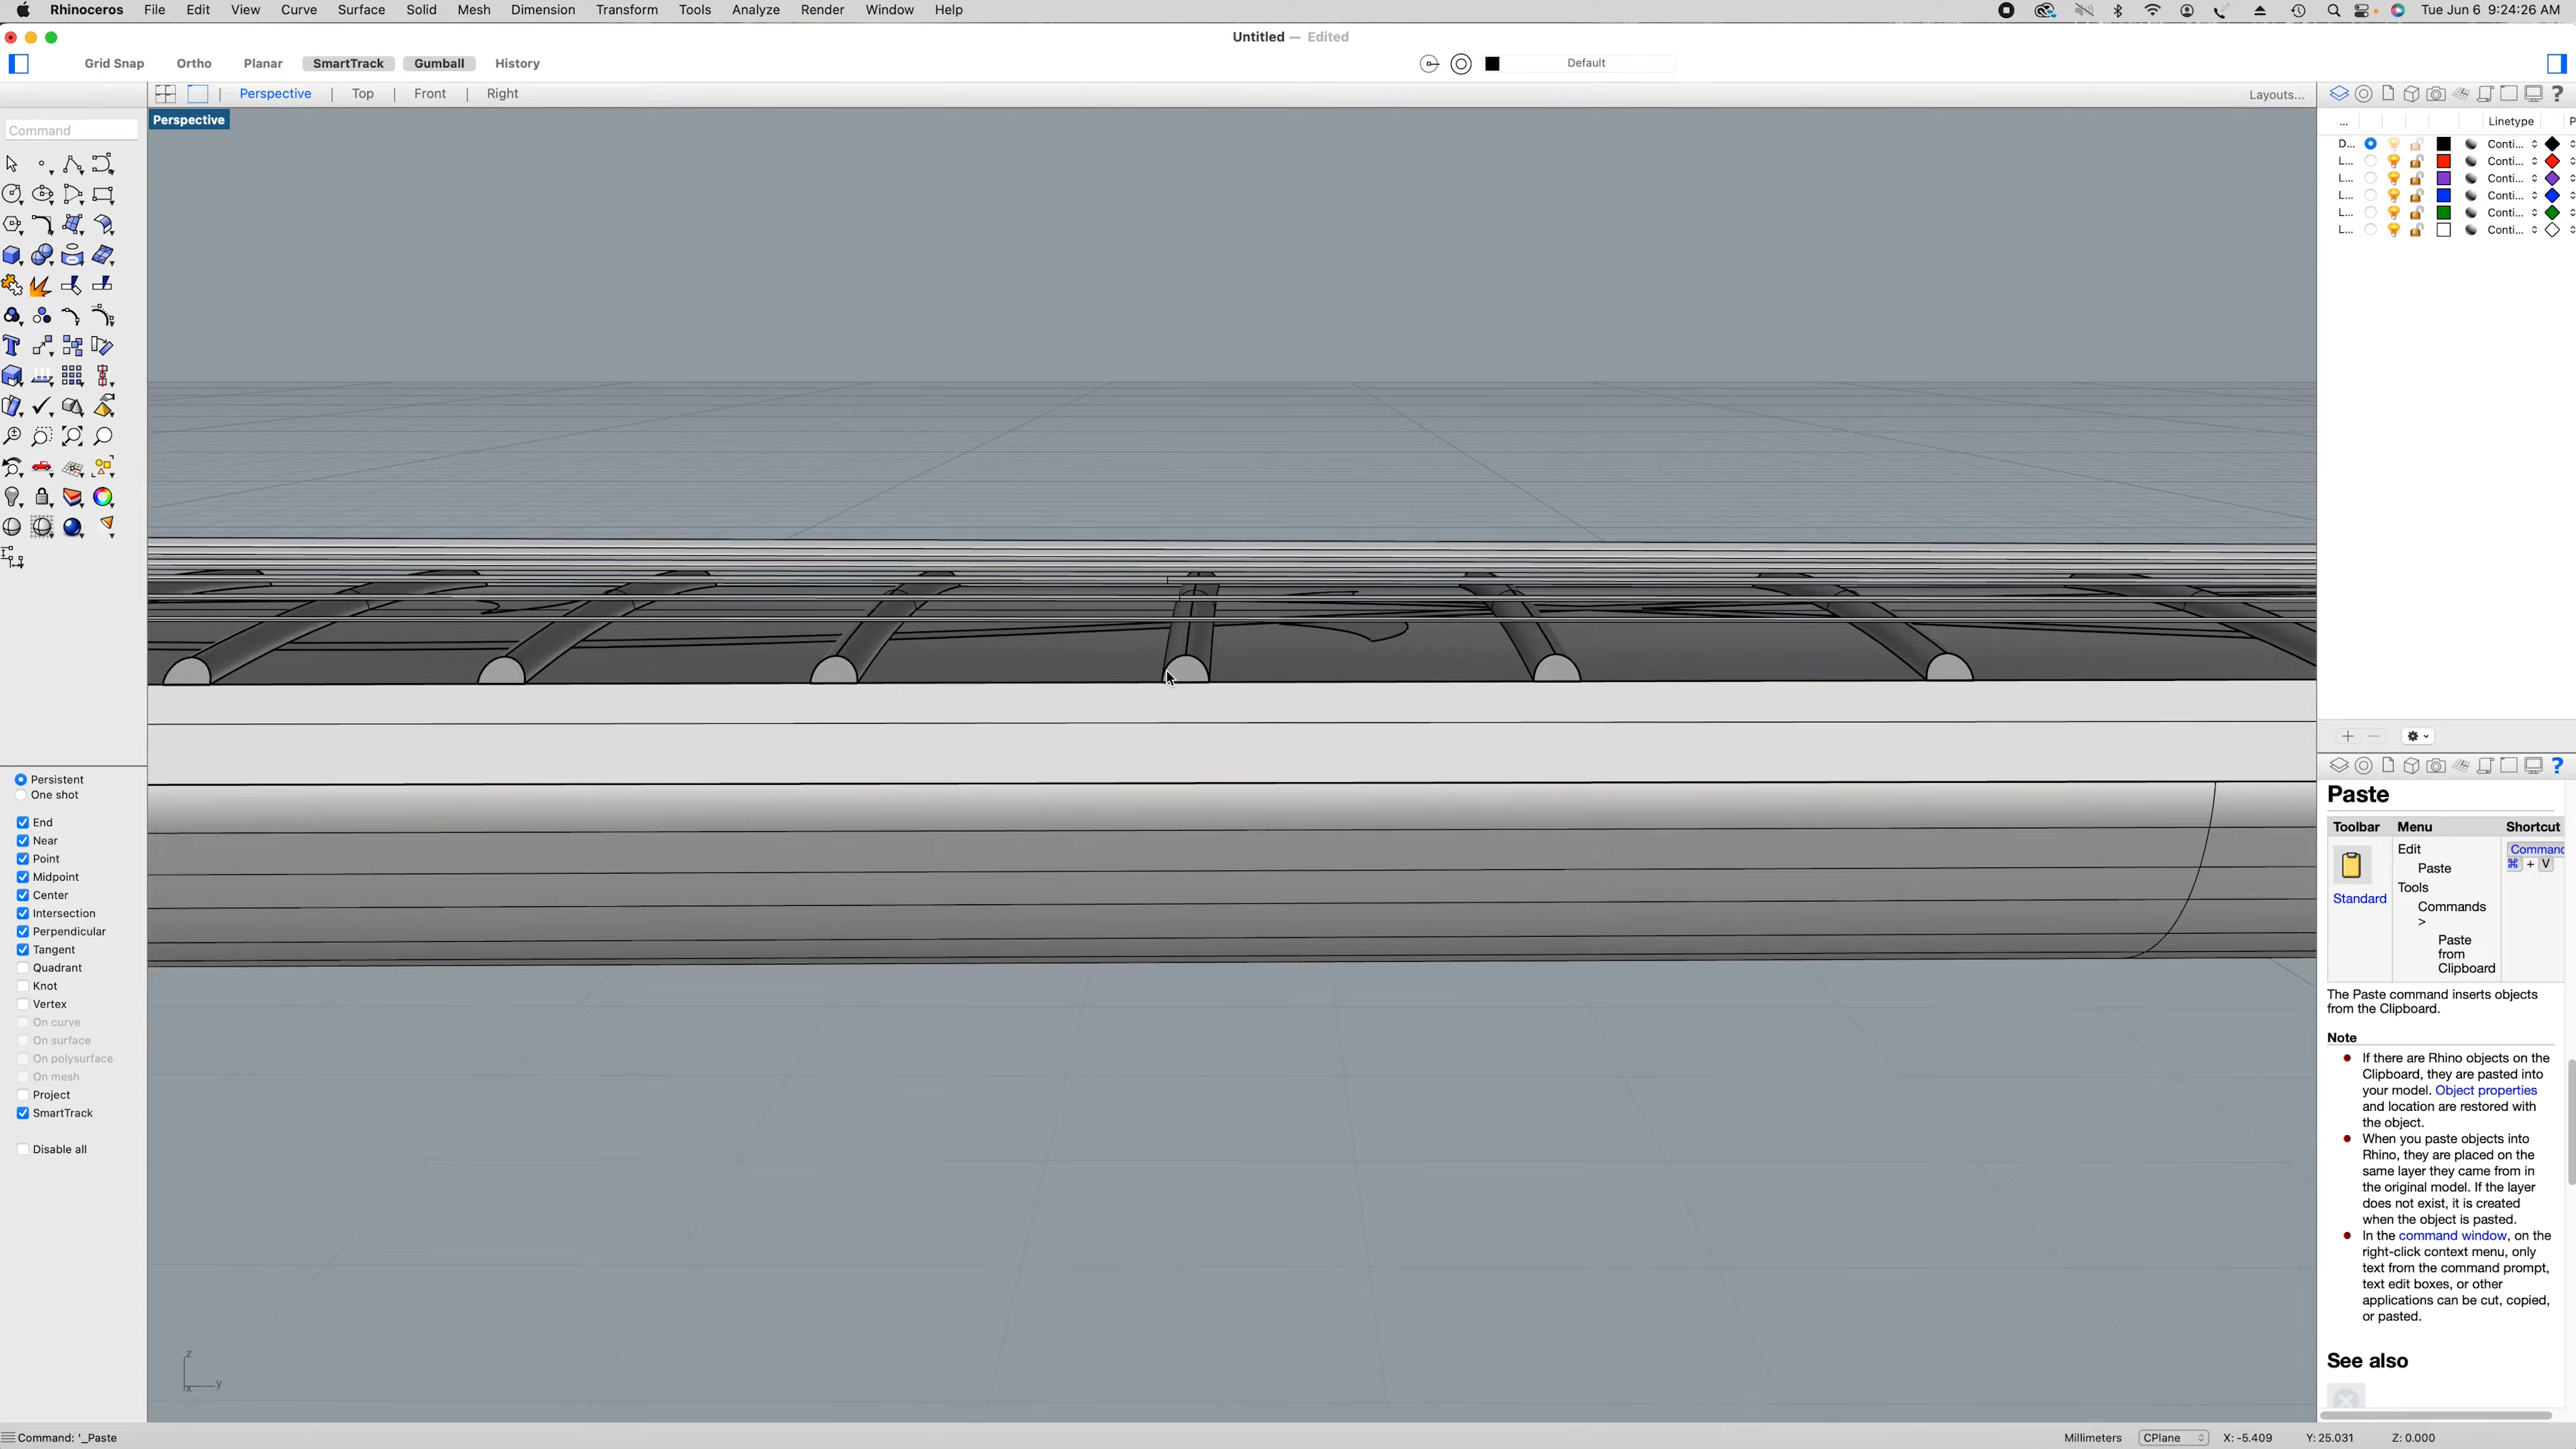 Rhinoceros File Edit View Curve Surface Solid Mesh Dimension Transform Tools Analyze Render Window Help Tue Jun 6 9:24:26 AM
Untitled — Edited
Grid Snap Ortho Planar SmartTrack Gumball History Default
Perspective Top Front Right Layouts...
Perspective
Command
... Linetype P
D... Conti...
L... Conti...
L... Conti...
L... Conti...
L... Conti...
L... Conti...
Persistent
One shot
End
Near
Point
Midpoint
Center
Intersection
Perpendicular
Tangent
Quadrant
Knot
Vertex
On curve
On surface
On polysurface
On mesh
Project
SmartTrack
Disable all
z
x y
Paste
Toolbar Menu Shortcut
Standard
Edit
Paste
Tools
Commands
>
Paste
from
Clipboard
Command
⌘ + V
The Paste command inserts objects
from the Clipboard.
Note
If there are Rhino objects on the
Clipboard, they are pasted into
your model. Object properties
and location are restored with
the object.
When you paste objects into
Rhino, they are placed on the
same layer they came from in
the original model. If the layer
does not exist, it is created
when the object is pasted.
In the command window, on the
right-click context menu, only
text from the command prompt,
text edit boxes, or other
applications can be cut, copied,
or pasted.
See also
Command: '_Paste
Millimeters CPlane X: -5.409 Y: 25.031 Z: 0.000